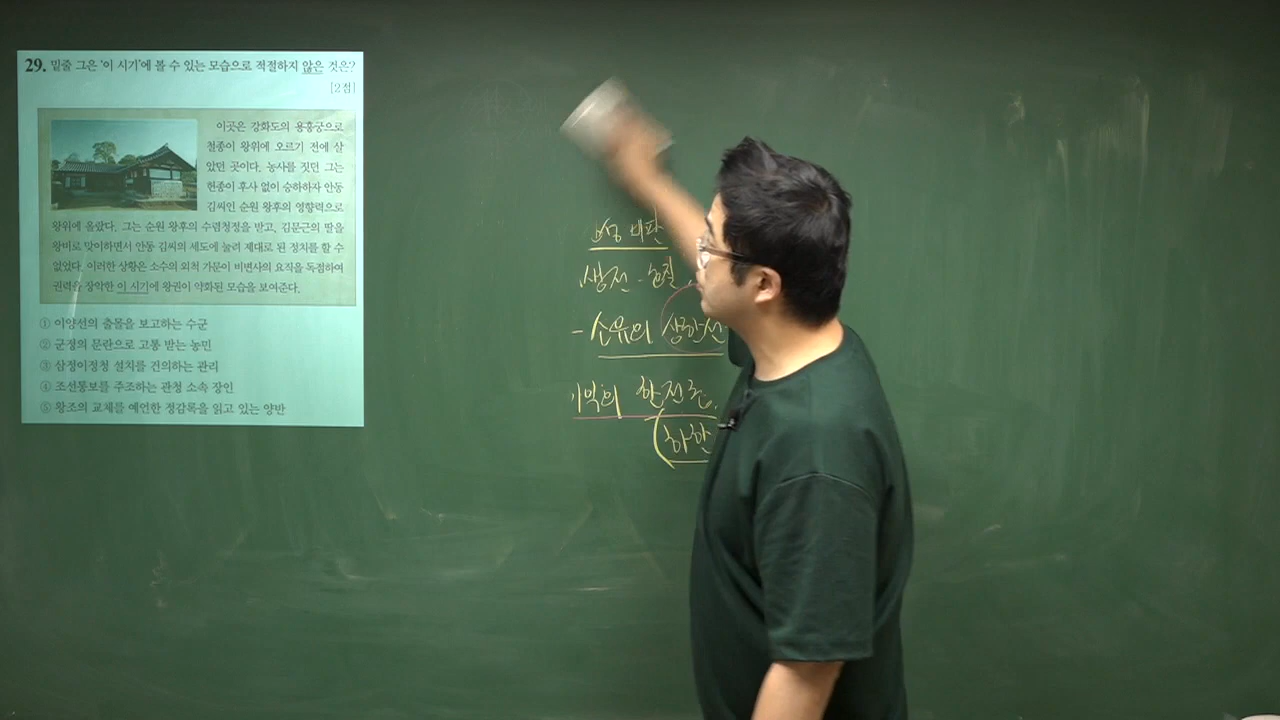 29. 밑줄 그은 '이 시기'에 볼 수 있는 모습으로 적절하지 않은 것은?
[2점]
이곳은 강화도의 용흥궁으로
철종이 왕위에 오르기 전에 살
았던 곳이다. 농사를 짓던 그는
헌종이 후사 없이 승하하자 안동
김씨인 순원 왕후의 영향력으로
왕위에 올랐다. 그는 순원 왕후의 수렴청정을 받고, 김문근의 딸을
왕비로 맞이하면서 안동 김씨의 세도에 눌려 제대로 된 정치를 할 수
없었다. 이러한 상황은 소수의 외척 가문이 비변사의 요직을 독점하여
권력을 장악한 이 시기에 왕권이 약화된 모습을 보여준다.
① 이양선의 출몰을 보고하는 수군
② 군정의 문란으로 고통 받는 농민
③ 삼정이정청 설치를 건의하는 관리
④ 조선통보를 주조하는 관청 소속 장인
⑤ 왕조의 교체를 예언한 정감록을 읽고 있는 양반
- 소유의 상한선
익의 한전론
하한